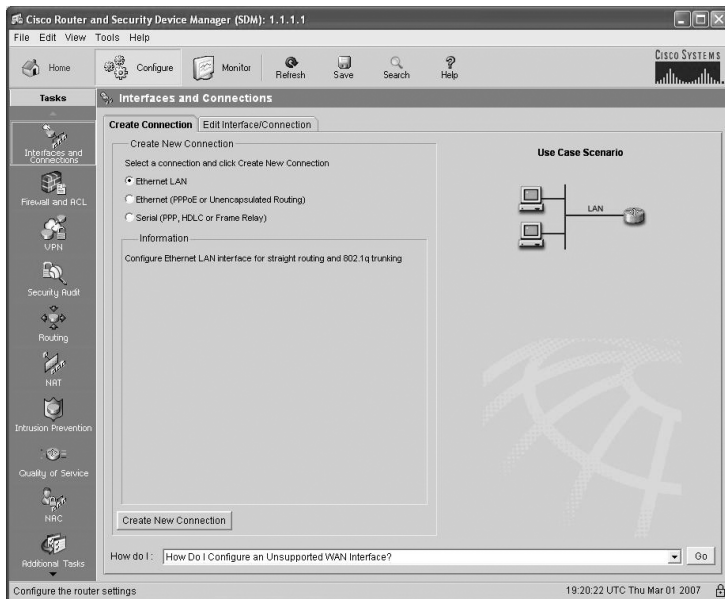 Cisco Router and Security Device Manager (SDM): 1.1.1.1
File Edit View Tools Help
Home
Configure
Monitor
Refresh
Save
Search
Help
CISCO SYSTEMS
Tasks
Interfaces and Connections
Create Connection
Edit Interface/Connection
Interfaces and
Connections
Firewall and ACL
VPN
Security Audit
Routing
NAT
Intrusion Prevention
Quality of Service
NAC
Additional Tasks
Create New Connection
Select a connection and click Create New Connection
Ethernet LAN
Ethernet (PPPoE or Unencapsulated Routing)
Serial (PPP, HDLC or Frame Relay)
Information
Configure Ethernet LAN interface for straight routing and 802.1q trunking
Create New Connection
Use Case Scenario
LAN
How do I: How Do I Configure an Unsupported WAN Interface?
Go
Configure the router settings
19:20:22 UTC Thu Mar 01 2007